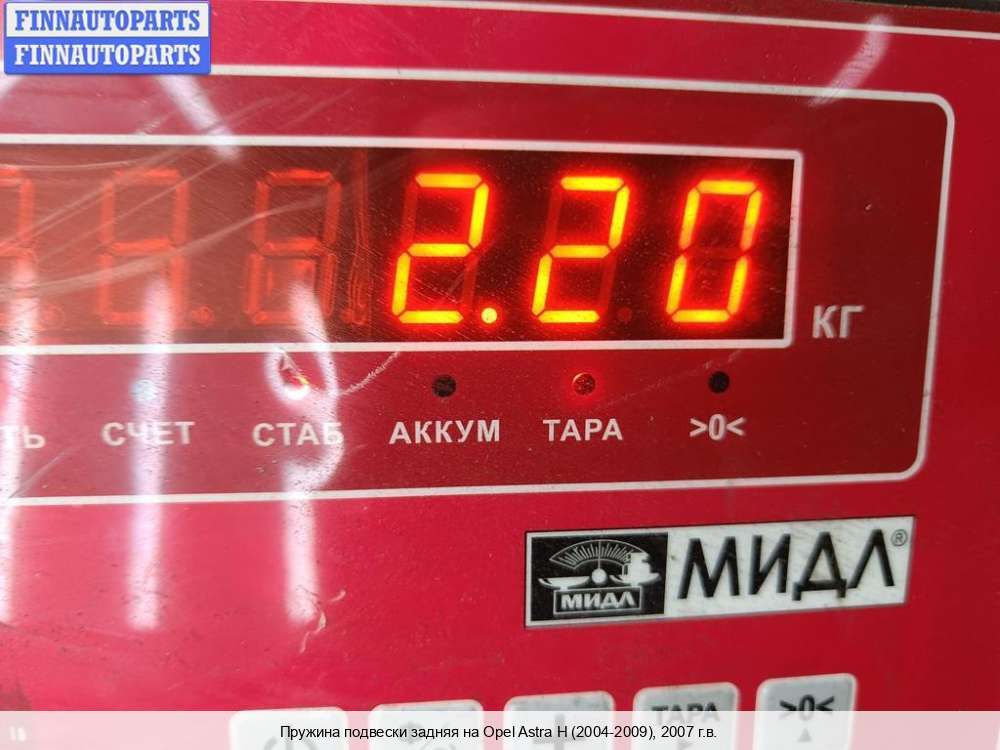 FINNAUTOPARTS
FINNAUTOPARTS
2.20
КГ
ТЬ СЧЕТ СТАБ АККУМ ТАРА >0<
МИДЛ МИДЛ®
ТАРА >0<
Пружина подвески задняя на Opel Astra H (2004-2009), 2007 г.в.